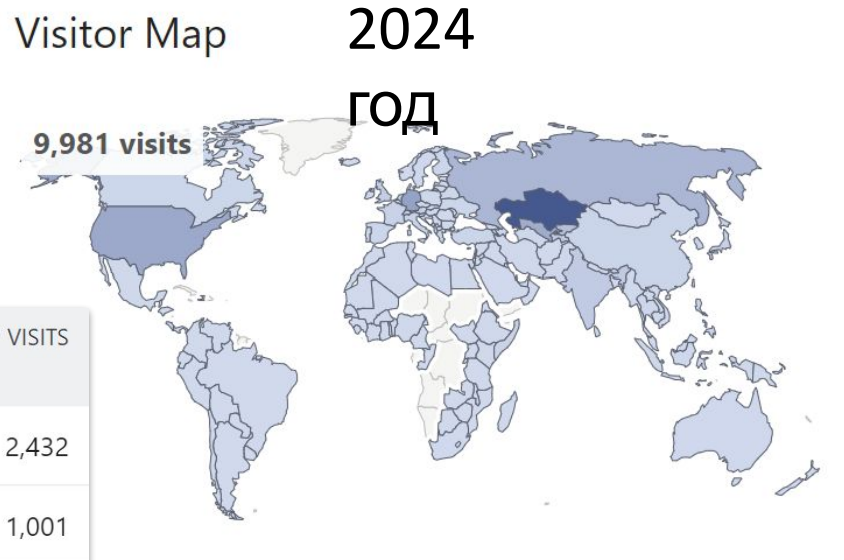 Visitor Map
2024
год
9,981 visits
VISITS
2,432
1,001